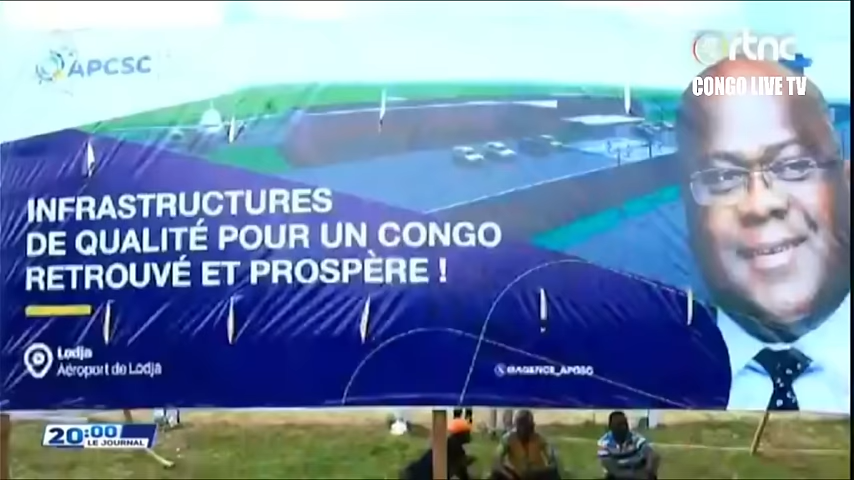 APCSC
rtnc
CONGO LIVE TV
INFRASTRUCTURES
DE QUALITÉ POUR UN CONGO
RETROUVÉ ET PROSPÈRE !
Lodja
Aéroport de Lodja
@AGENCE_APCSC
20:00
LE JOURNAL